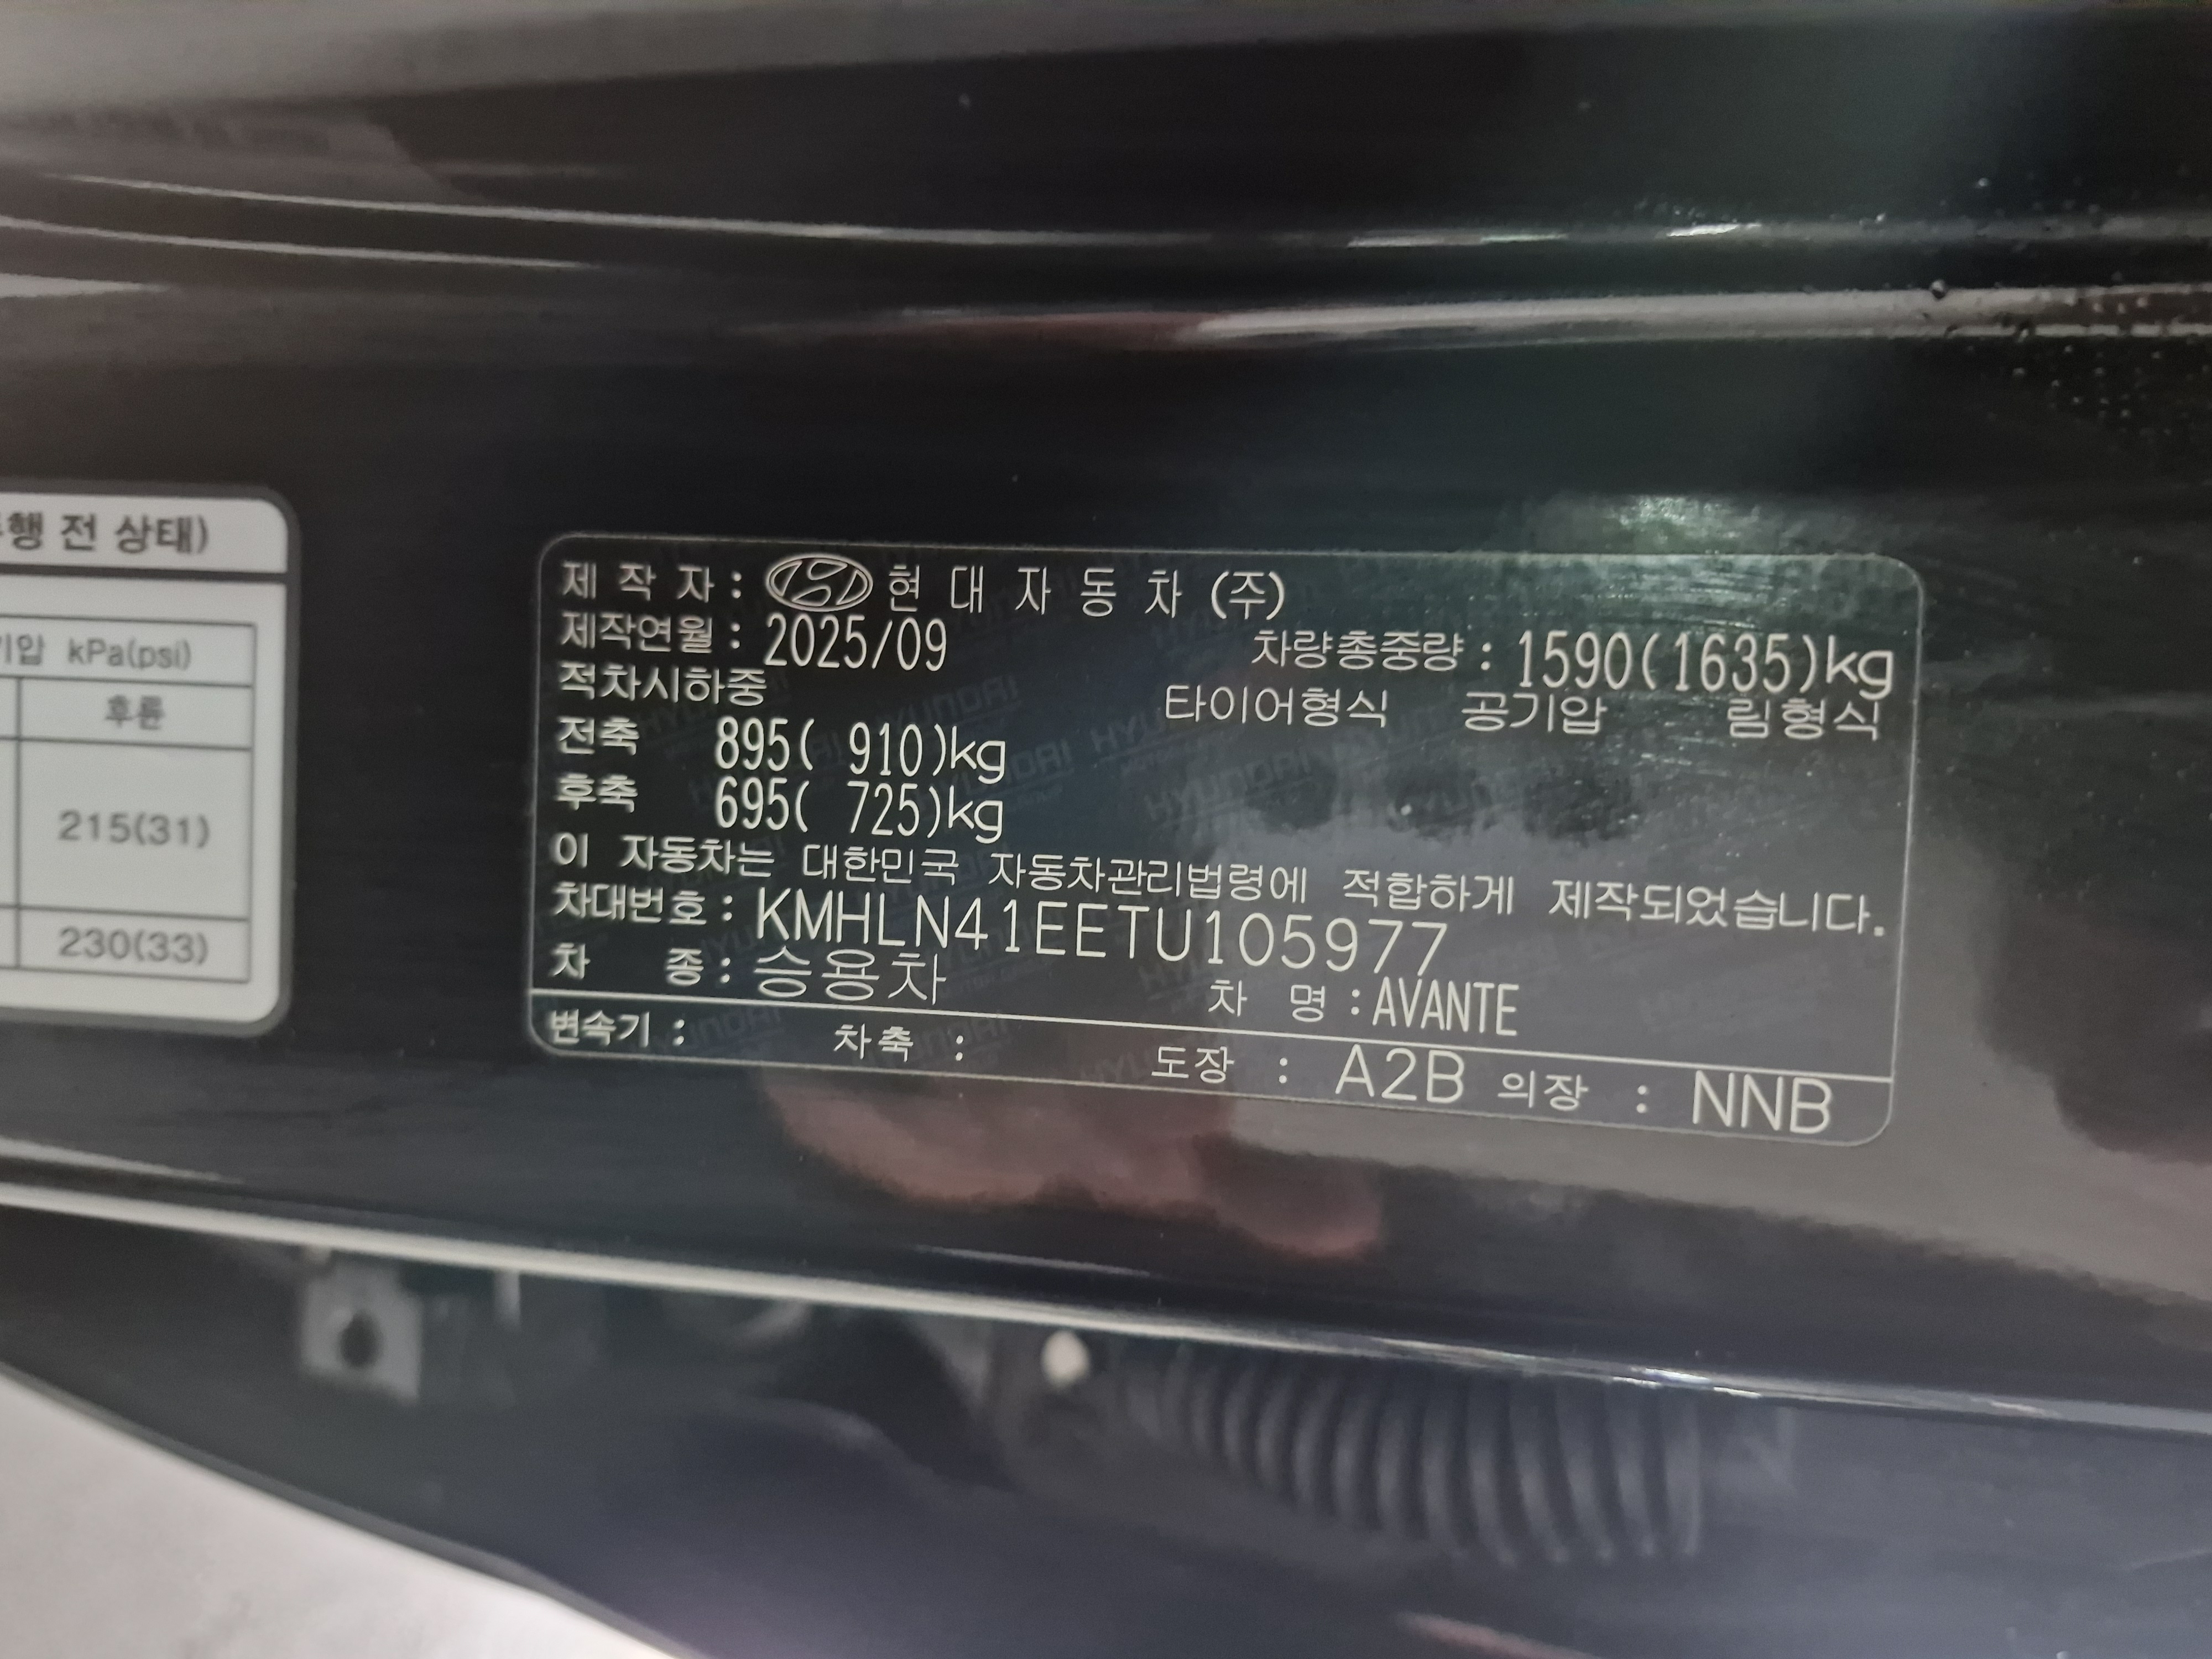 행 전 상태)
기압 kPa(psi)
후륜
215(31)
230(33)
제 작 자 : 현 대 자 동 차 (주)
제작연월 : 2025/09 차량총중량 : 1590(1635)kg
적차시하중 타이어형식 공기압 림형식
전축 895( 910)kg
후축 695( 725)kg
이 자동차는 대한민국 자동차관리법령에 적합하게 제작되었습니다.
차대번호 : KMHLN41EETU105977
차 종 : 승용차 차 명 : AVANTE
변속기 : 차축 : 도장 : A2B 의장 : NNB